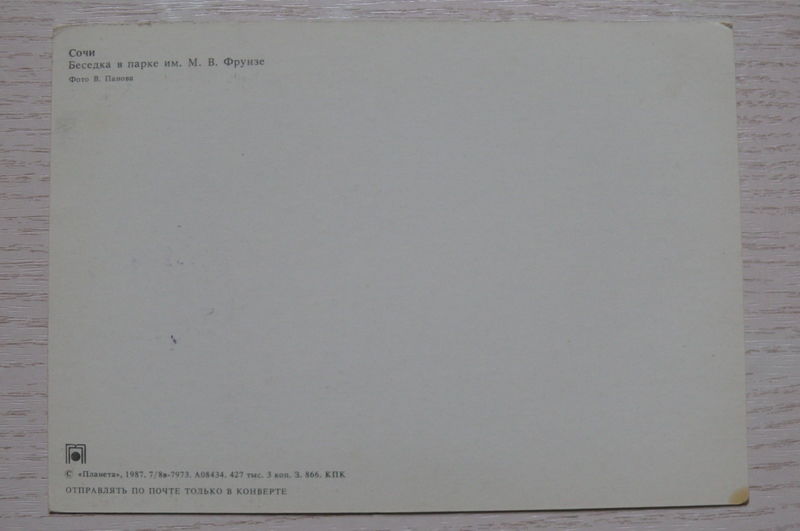 Сочи
Беседка в парке им. М. В. Фрунзе
Фото В. Панова
© «Планета», 1987. 7/8в-7973. А08434. 427 тыс. 3 коп. З. 866. КПК
ОТПРАВЛЯТЬ ПО ПОЧТЕ ТОЛЬКО В КОНВЕРТЕ